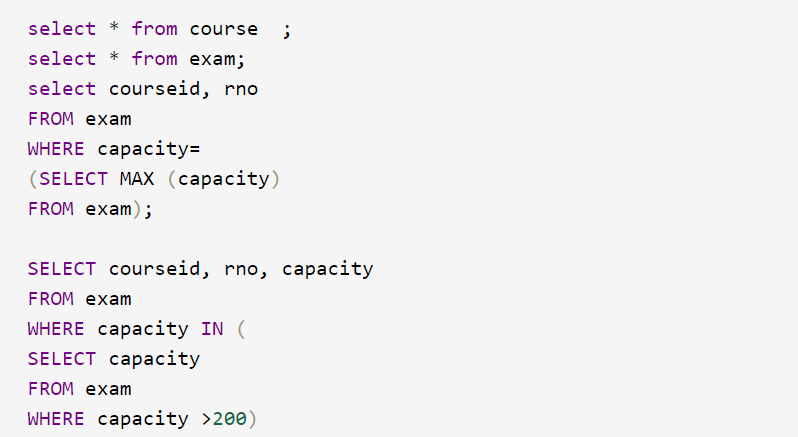 select * from course  ;
select * from exam;
select courseid, rno
FROM exam
WHERE capacity=
(SELECT MAX (capacity)
FROM exam);
SELECT courseid, rno, capacity
FROM exam
WHERE capacity IN (
SELECT capacity
FROM exam
WHERE capacity >200)